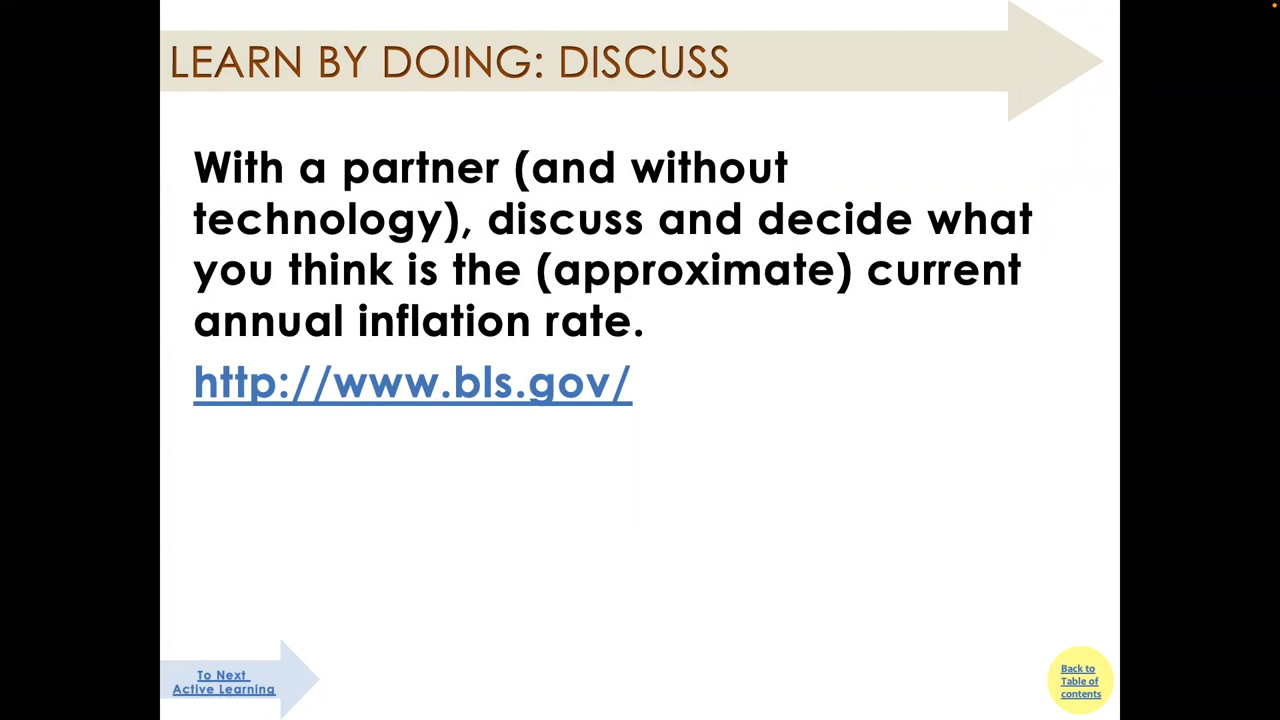 LEARN BY DOING: DISCUSS
With a partner (and without
technology), discuss and decide what
you think is the (approximate) current
annual inflation rate.
http://www.bls.gov/
To Next
Active Learning
Back to
Table of
contents